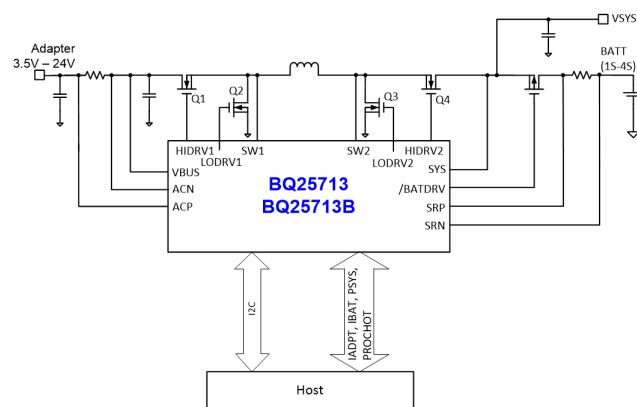 VSYS
Adapter
3.5V – 24V
BATT
(1S-4S)
Q1
Q2
Q3
Q4
HIDRV1
LODRV1
SW1
SW2
LODRV2
HIDRV2
VBUS
ACN
ACP
SYS
/BATDRV
SRP
SRN
BQ25713
BQ25713B
I2C
IADPT, IBAT, PSYS,
PROCHOT
Host